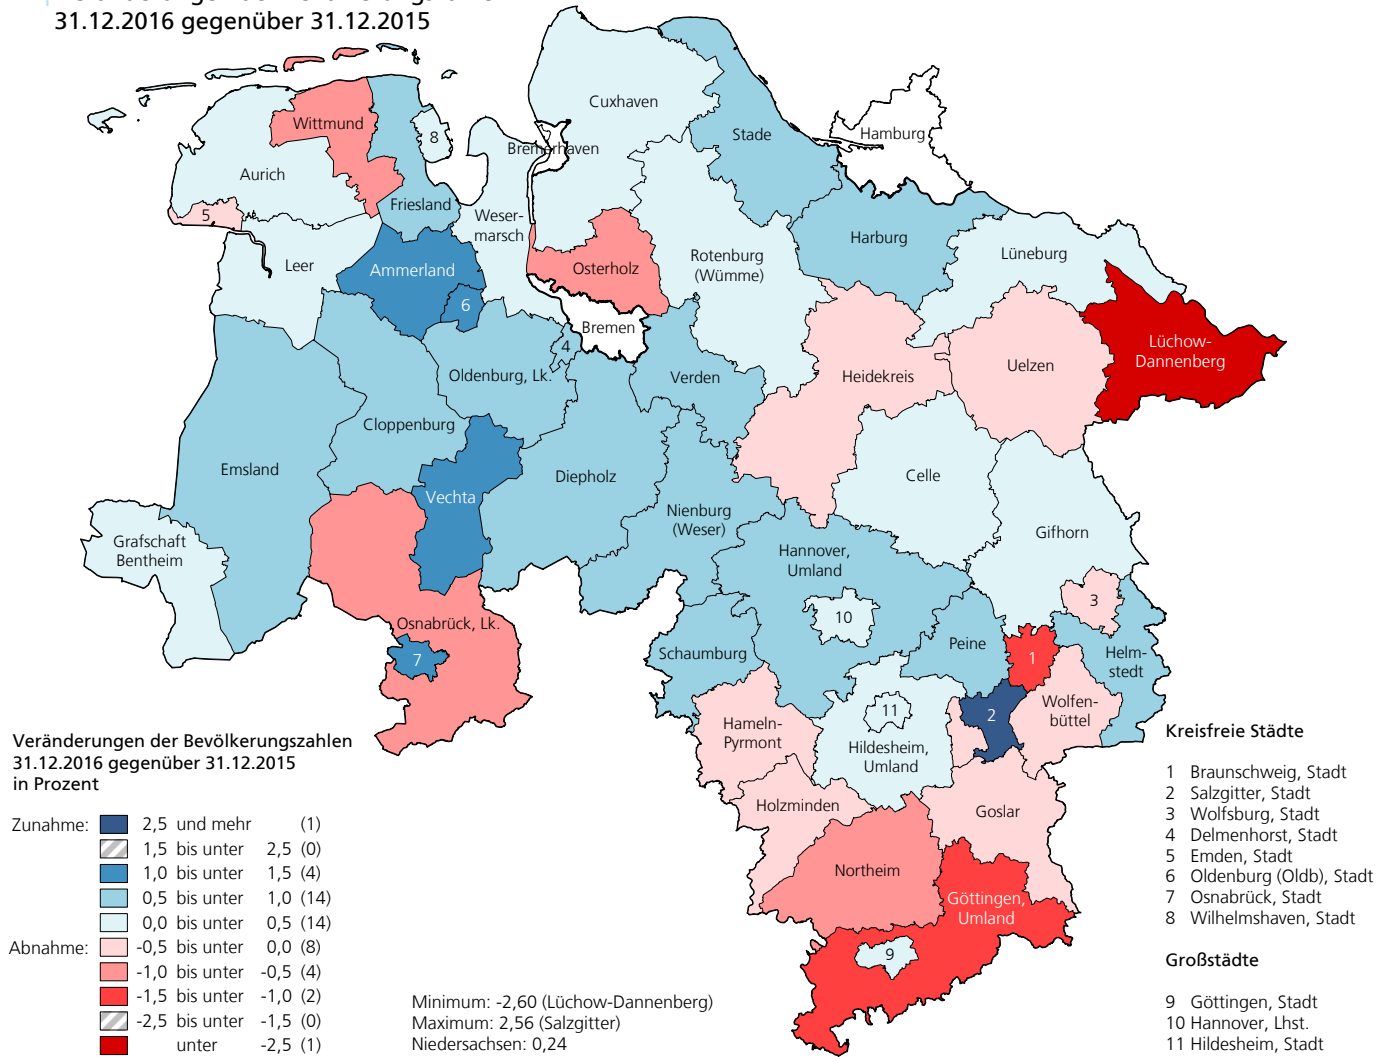 31.12.2016 gegenüber 31.12.2015
Cuxhaven
Stade
Hamburg
Wittmund
8
Bremerhaven
Aurich
Friesland
5
Weser-
marsch
Harburg
Lüneburg
Leer
Ammerland
Osterholz
Rotenburg
(Wümme)
6
Bremen
4
Lüchow-
Dannenberg
Oldenburg, Lk.
Verden
Heidekreis
Uelzen
Cloppenburg
Emsland
Vechta
Diepholz
Celle
Nienburg
(Weser)
Gifhorn
Grafschaft
Bentheim
Hannover,
Umland
3
10
Osnabrück, Lk.
7
Schaumburg
Peine
1
Helm-
stedt
Hameln-
Pyrmont
11
2
Wolfen-
büttel
Hildesheim,
Umland
Holzminden
Goslar
Northeim
Göttingen,
Umland
9
Veränderungen der Bevölkerungszahlen
31.12.2016 gegenüber 31.12.2015
in Prozent
Zunahme: 2,5 und mehr (1)
1,5 bis unter 2,5 (0)
1,0 bis unter 1,5 (4)
0,5 bis unter 1,0 (14)
0,0 bis unter 0,5 (14)
Abnahme: -0,5 bis unter 0,0 (8)
-1,0 bis unter -0,5 (4)
-1,5 bis unter -1,0 (2)
-2,5 bis unter -1,5 (0)
unter -2,5 (1)
Minimum: -2,60 (Lüchow-Dannenberg)
Maximum: 2,56 (Salzgitter)
Niedersachsen: 0,24
Kreisfreie Städte
1 Braunschweig, Stadt
2 Salzgitter, Stadt
3 Wolfsburg, Stadt
4 Delmenhorst, Stadt
5 Emden, Stadt
6 Oldenburg (Oldb), Stadt
7 Osnabrück, Stadt
8 Wilhelmshaven, Stadt
Großstädte
9 Göttingen, Stadt
10 Hannover, Lhst.
11 Hildesheim, Stadt